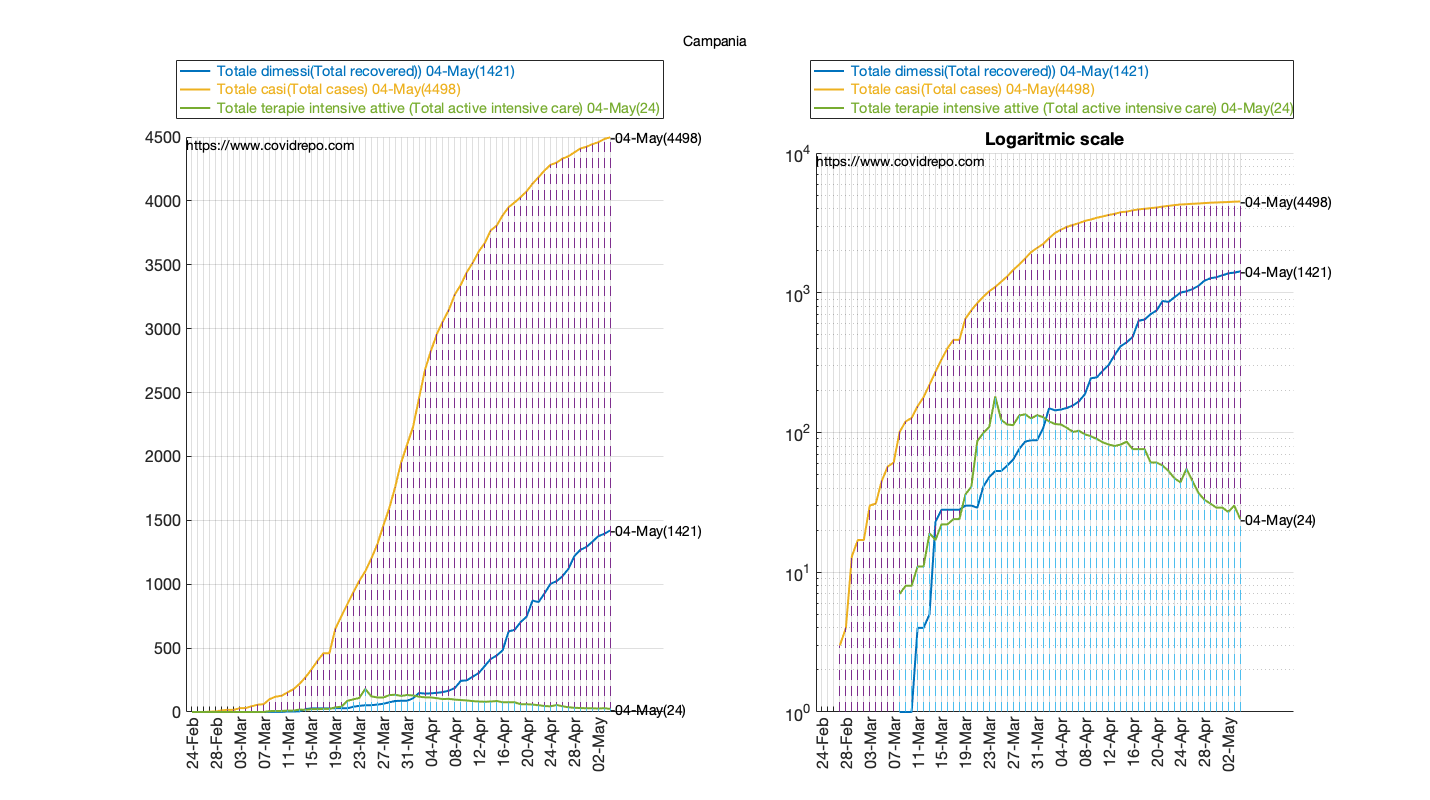 Campania
Totale dimessi(Total recovered)) 04-May(1421)
Totale casi(Total cases) 04-May(4498)
Totale terapie intensive attive (Total active intensive care) 04-May(24)
4500
4000
3500
3000
2500
2000
1500
1000
500
0
https://www.covidrepo.com
04-May(4498)
04-May(1421)
04-May(24)
24-Feb
28-Feb
03-Mar
07-Mar
11-Mar
15-Mar
19-Mar
23-Mar
27-Mar
31-Mar
04-Apr
08-Apr
12-Apr
16-Apr
20-Apr
24-Apr
28-Apr
02-May
Totale dimessi(Total recovered)) 04-May(1421)
Totale casi(Total cases) 04-May(4498)
Totale terapie intensive attive (Total active intensive care) 04-May(24)
Logaritmic scale
10^4
10^3
10^2
10^1
10^0
https://www.covidrepo.com
04-May(4498)
04-May(1421)
04-May(24)
24-Feb
28-Feb
03-Mar
07-Mar
11-Mar
15-Mar
19-Mar
23-Mar
27-Mar
31-Mar
04-Apr
08-Apr
12-Apr
16-Apr
20-Apr
24-Apr
28-Apr
02-May